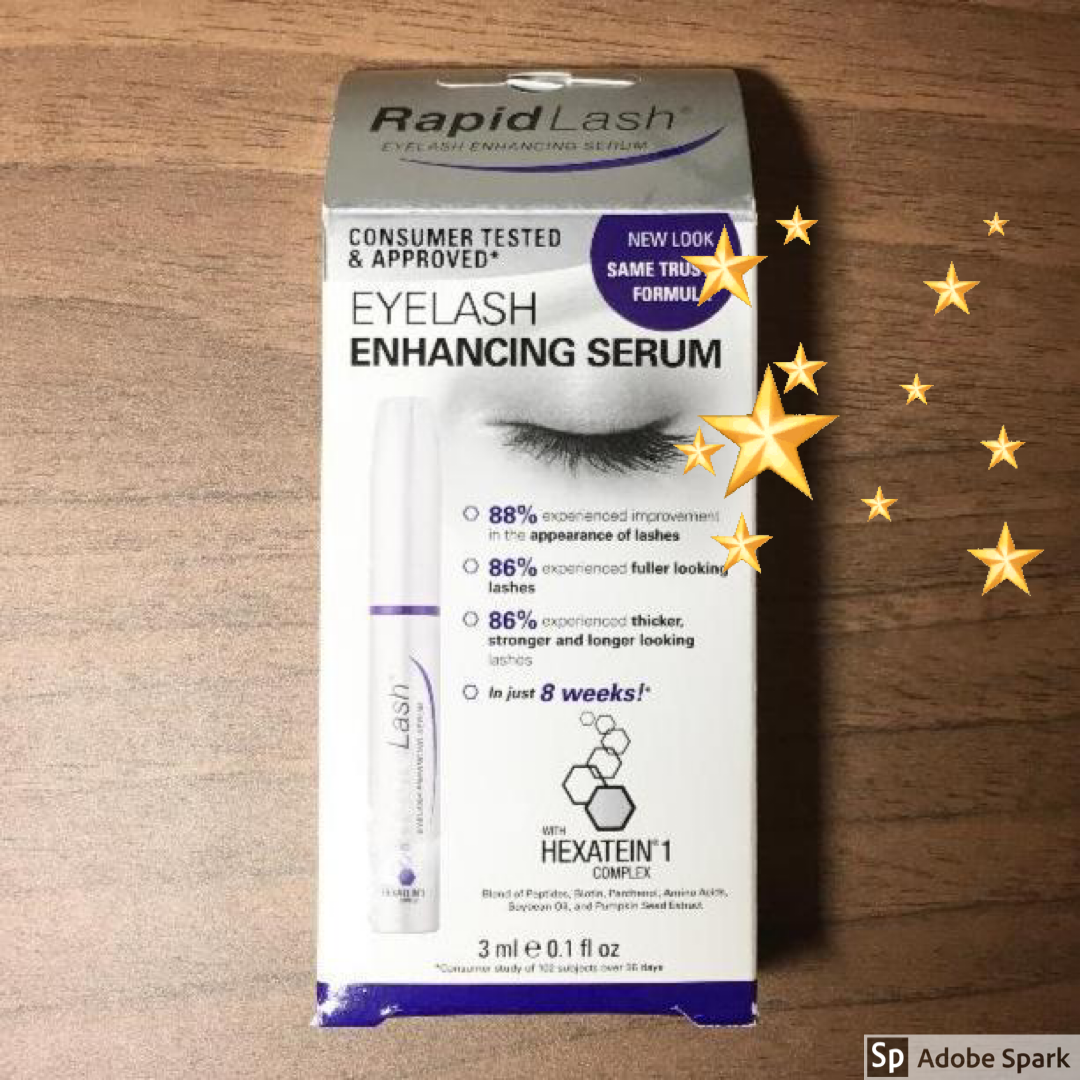 RapidLash®
EYELASH ENHANCING SERUM
CONSUMER TESTED
& APPROVED*
NEW LOOK
SAME
EYELASH
ENHANCING SERUM
88% experienced improvement
in the appearance of lashes
86% experienced fuller looking
lashes
86% experienced thicker,
stronger and longer looking
lashes
In just 8 weeks!*
Lash
EYELASH ENHANCING SERUM
WITH
HEXATEIN® 1
COMPLEX
Blend of Peptides, Biotin, Panthenol, Amino Acids,
Soybean Oil, and Pumpkin Seed Extract
3 ml e 0.1 fl oz
*Consumer study of 102 subjects over 56 days
Sp Adobe Spark